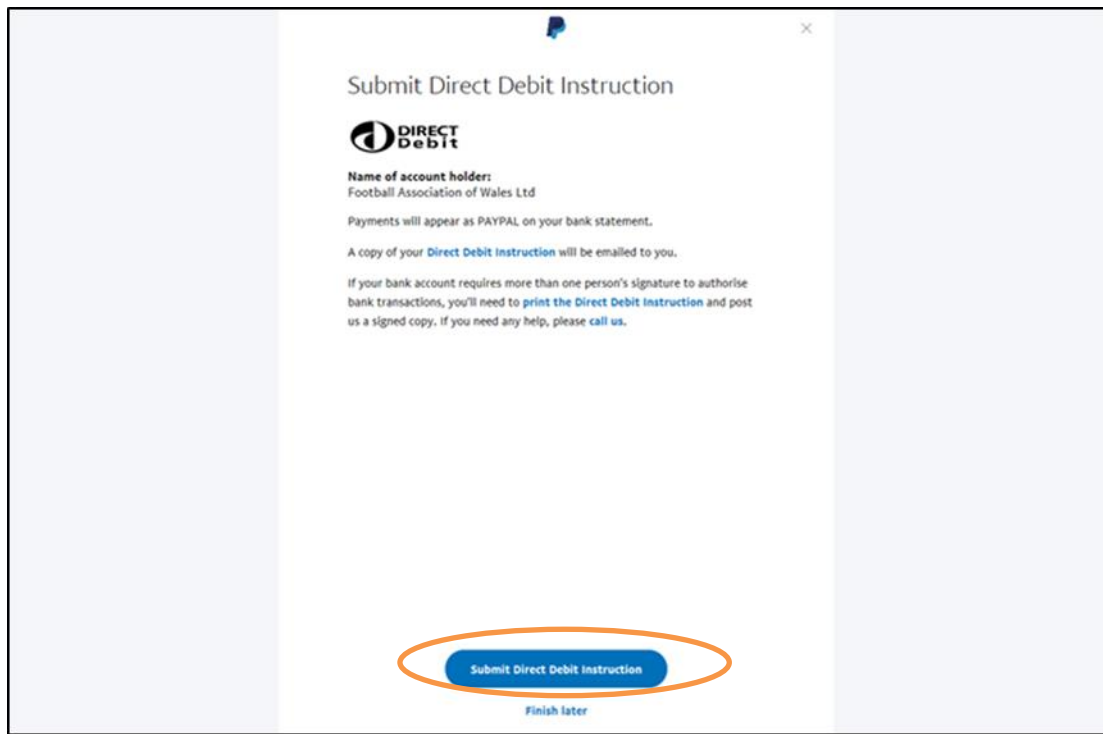 Submit Direct Debit Instruction
DIRECT
Debit
Name of account holder:
Football Association of Wales Ltd
Payments will appear as PAYPAL on your bank statement.
A copy of your Direct Debit Instruction will be emailed to you.
If your bank account requires more than one person's signature to authorise
bank transactions, you'll need to print the Direct Debit Instruction and post
us a signed copy. If you need any help, please call us.
Submit Direct Debit Instruction
Finish later